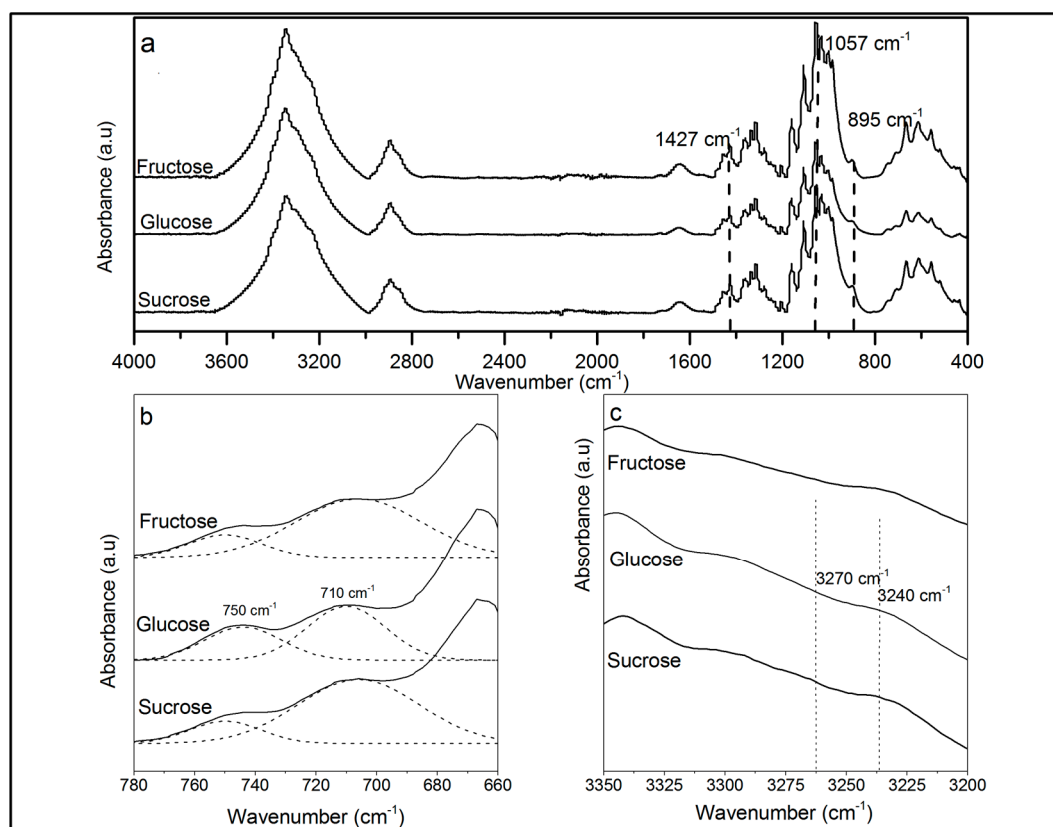 a
1057 cm-1
895 cm-1
1427 cm-1
Absorbance (a.u)
Fructose
Glucose
Sucrose
4000 3600 3200 2800 2400 2000 1600 1200 800 400
Wavenumber (cm-1)
b
Absorbance (a.u)
Fructose
750 cm-1
710 cm-1
Glucose
Sucrose
780 760 740 720 700 680 660
Wavenumber (cm-1)
c
Absorbance (a.u)
Fructose
Glucose
3270 cm-1
3240 cm-1
Sucrose
3350 3325 3300 3275 3250 3225 3200
Wavenumber (cm-1)